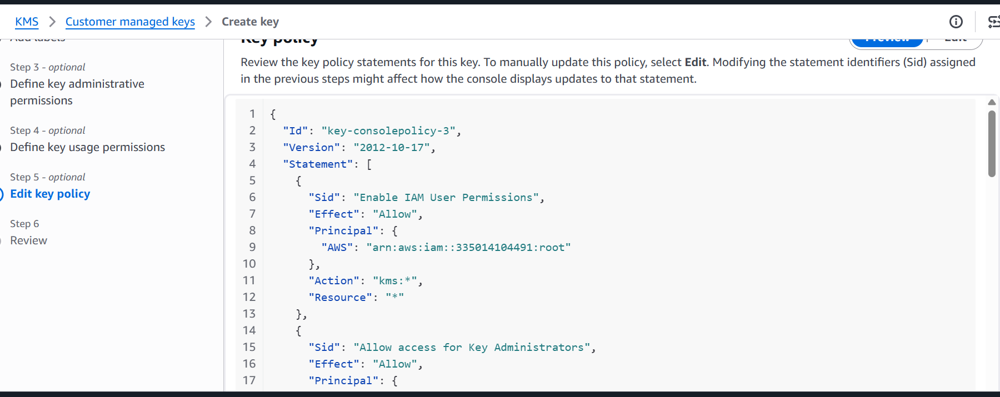 KMS > Customer managed keys > Create key
Add labels
Step 3 - optional
Define key administrative
permissions
Step 4 - optional
Define key usage permissions
Step 5 - optional
Edit key policy
Step 6
Review
Key policy
Preview
Edit
Review the key policy statements for this key. To manually update this policy, select Edit. Modifying the statement identifiers (Sid) assigned
in the previous steps might affect how the console displays updates to that statement.
1 {
2 "Id": "key-consolepolicy-3",
3 "Version": "2012-10-17",
4 "Statement": [
5 {
6 "Sid": "Enable IAM User Permissions",
7 "Effect": "Allow",
8 "Principal": {
9 "AWS": "arn:aws:iam::335014104491:root"
10 },
11 "Action": "kms:*",
12 "Resource": "*"
13 },
14 {
15 "Sid": "Allow access for Key Administrators",
16 "Effect": "Allow",
17 "Principal": {